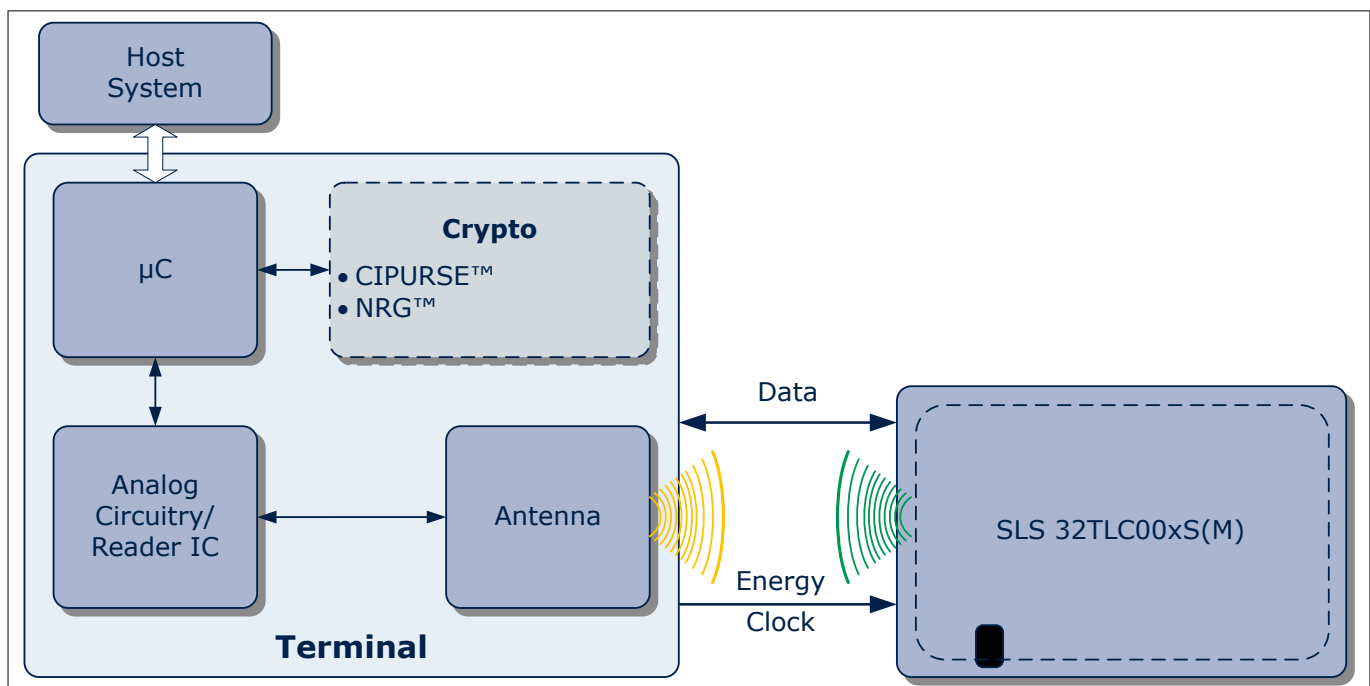 Host
System
µC
Crypto
• CIPURSE™
• NRG™
Data
Analog
Circuitry/
Reader IC
Antenna
SLS 32TLC00xS(M)
Energy
Clock
Terminal